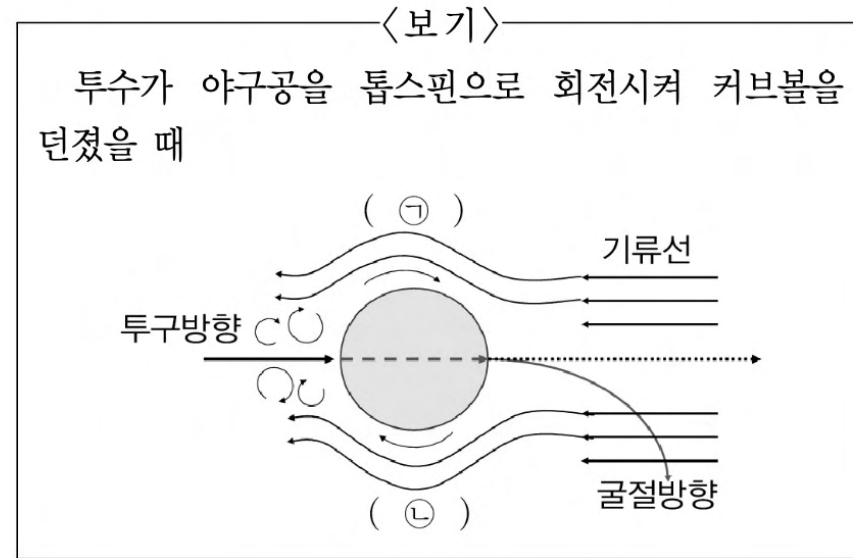 〈보기〉
투수가 야구공을 톱스핀으로 회전시켜 커브볼을
던졌을 때
( ㉠ )
기류선
투구방향
굴절방향
( ㉡ )